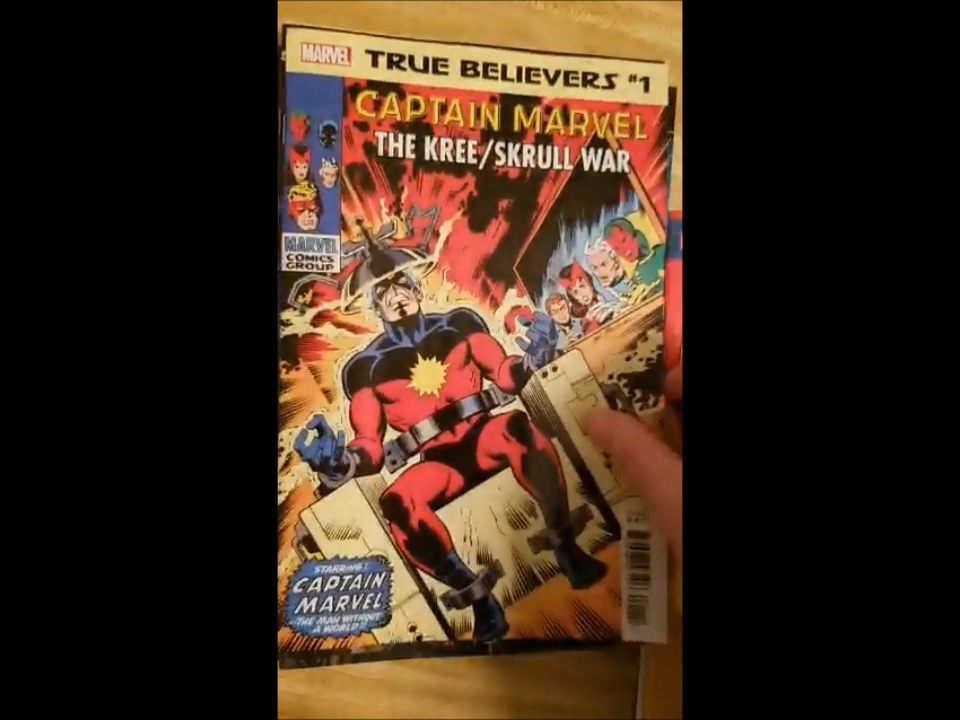 MARVEL
TRUE BELIEVERS #1
CAPTAIN MARVEL
THE KREE/SKRULL WAR
MARVEL
COMICS
GROUP
STARRING:
CAPTAIN
MARVEL
THE MAN WITHOUT
A WORLD!